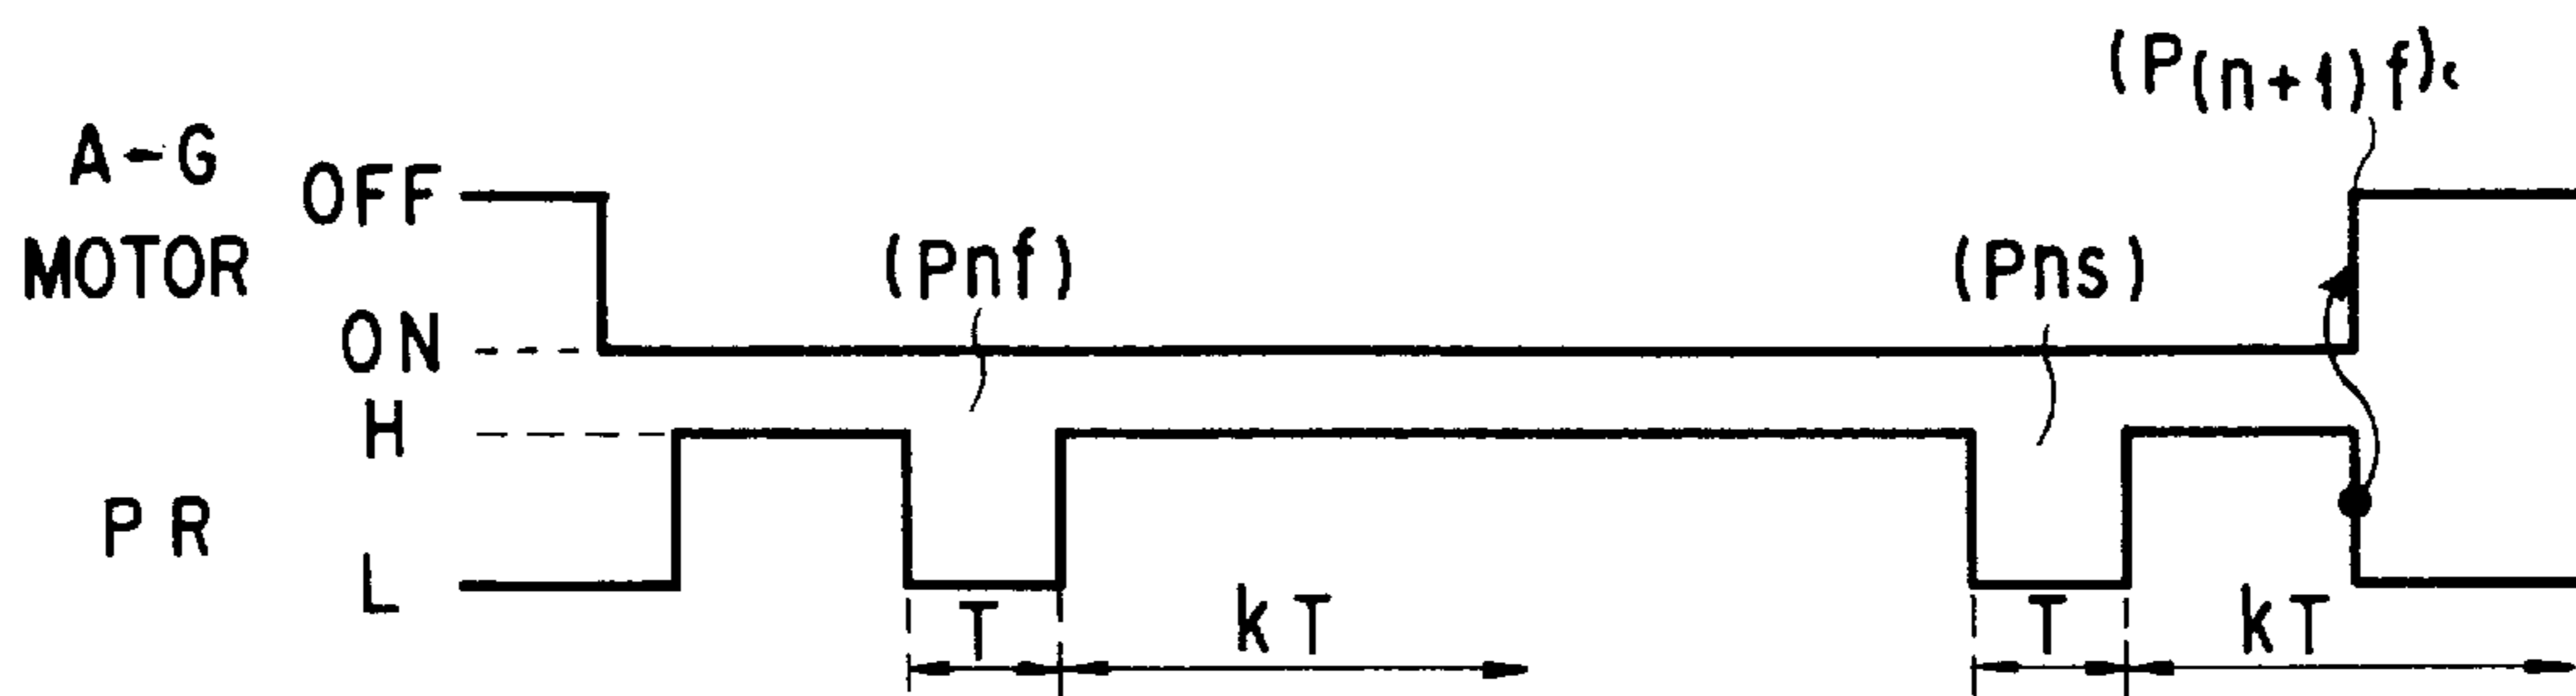 (P(n+1)f)
A-G
MOTOR
OFF
ON
(Pnf)
(Pns)
PR
H
L
T
kT
T
kT